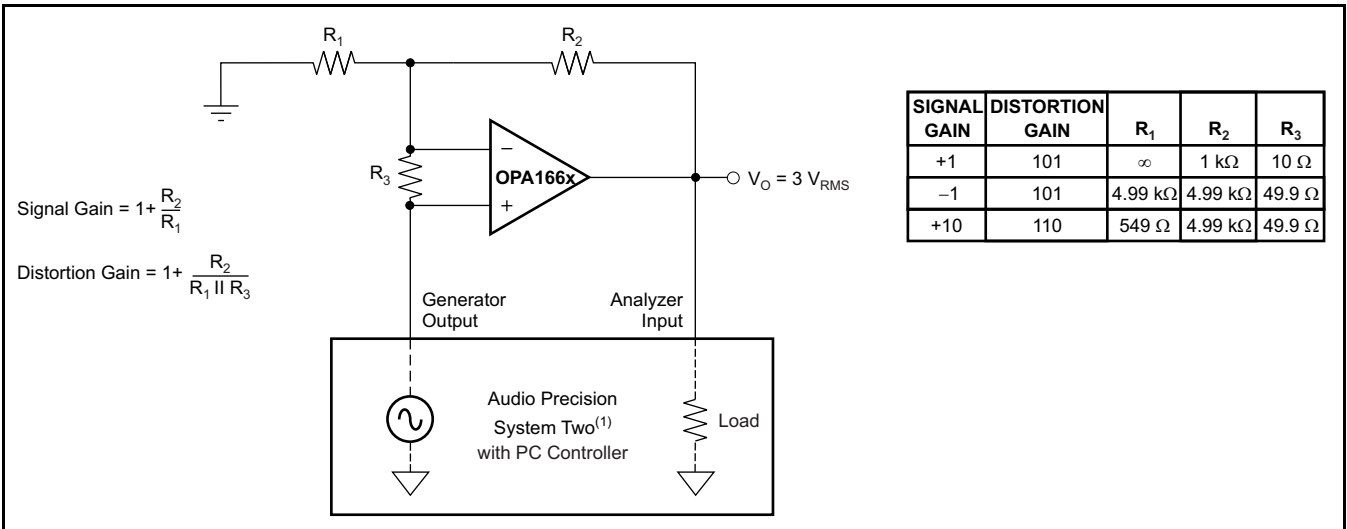 R1
R2
R3
−
OPA166x
+
VO = 3 VRMS
Signal Gain = 1+ R2
R1
Distortion Gain = 1+ R2
R1 II R3
Generator
Output
Analyzer
Input
Audio Precision
System Two(1)
with PC Controller
Load
SIGNAL GAIN DISTORTION GAIN R1 R2 R3
+1 101 ∞ 1 kΩ 10 Ω
−1 101 4.99 kΩ 4.99 kΩ 49.9 Ω
+10 110 549 Ω 4.99 kΩ 49.9 Ω